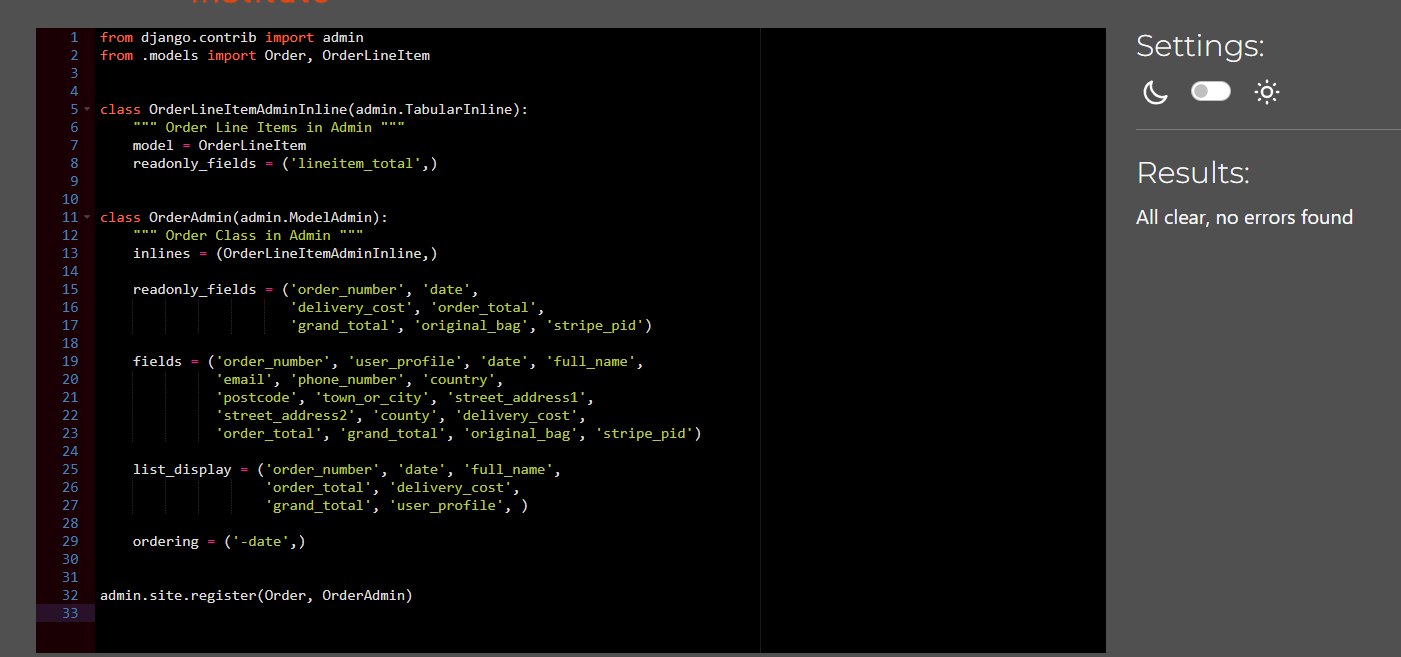 1 from django.contrib import admin
2 from .models import Order, OrderLineItem
3
4
5 class OrderLineItemAdminInline(admin.TabularInline):
6     """ Order Line Items in Admin """
7     model = OrderLineItem
8     readonly_fields = ('lineitem_total',)
9
10
11 class OrderAdmin(admin.ModelAdmin):
12     """ Order Class in Admin """
13     inlines = (OrderLineItemAdminInline,)
14
15     readonly_fields = ('order_number', 'date',
16                        'delivery_cost', 'order_total',
17                        'grand_total', 'original_bag', 'stripe_pid')
18
19     fields = ('order_number', 'user_profile', 'date', 'full_name',
20               'email', 'phone_number', 'country',
21               'postcode', 'town_or_city', 'street_address1',
22               'street_address2', 'county', 'delivery_cost',
23               'order_total', 'grand_total', 'original_bag', 'stripe_pid')
24
25     list_display = ('order_number', 'date', 'full_name',
26                     'order_total', 'delivery_cost',
27                     'grand_total', 'user_profile', )
28
29     ordering = ('-date',)
30
31
32 admin.site.register(Order, OrderAdmin)
33
Settings:
Results:
All clear, no errors found